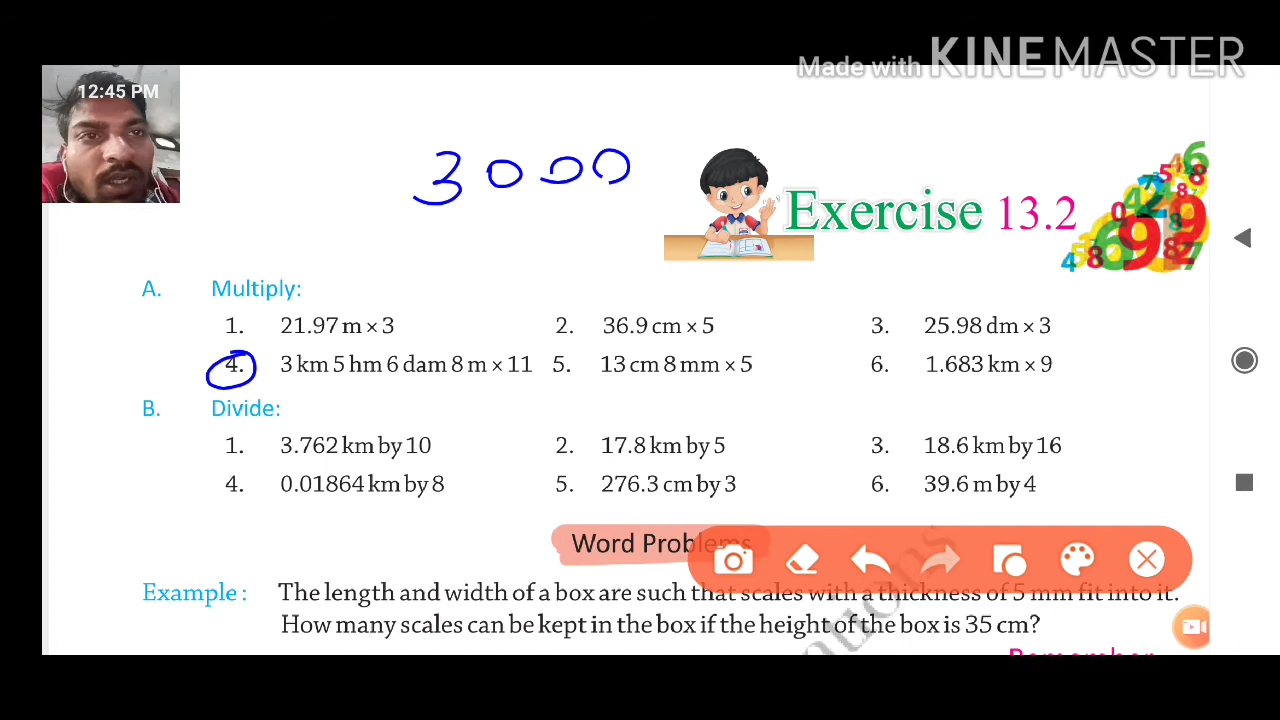 Made with KINEMASTER
12:45 PM
3000
Exercise 13.2
A. Multiply:
1. 21.97 m × 3 2. 36.9 cm × 5 3. 25.98 dm × 3
4. 3 km 5 hm 6 dam 8 m × 11 5. 13 cm 8 mm × 5 6. 1.683 km × 9
B. Divide:
1. 3.762 km by 10 2. 17.8 km by 5 3. 18.6 km by 16
4. 0.01864 km by 8 5. 276.3 cm by 3 6. 39.6 m by 4
Word Problems
Example : The length and width of a box are such that scales with a thickness of 5 mm fit into it.
How many scales can be kept in the box if the height of the box is 35 cm?
Remember